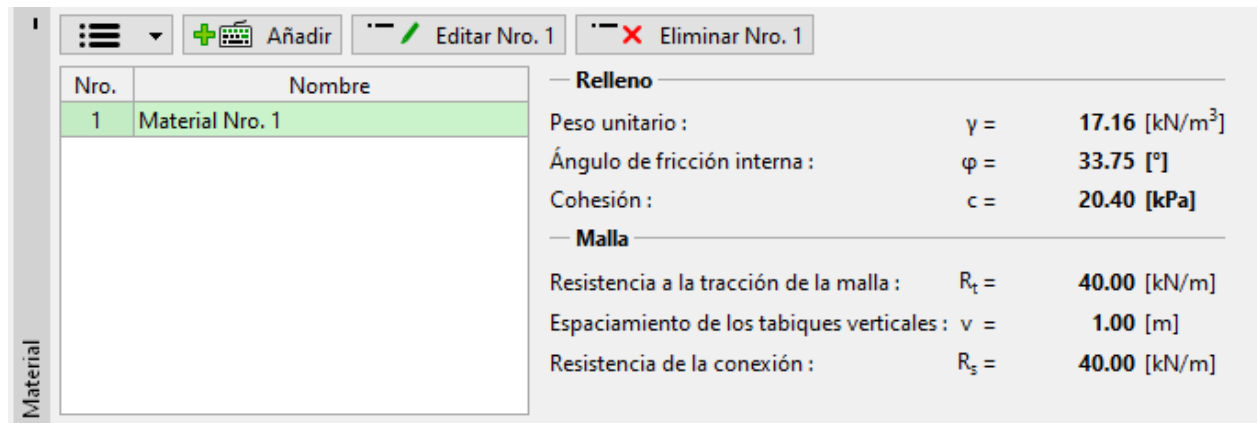 Añadir
Editar Nro. 1
Eliminar Nro. 1
Nro. Nombre
1 Material Nro. 1
Relleno
Peso unitario : γ = 17.16 [kN/m³]
Ángulo de fricción interna : φ = 33.75 [°]
Cohesión : c = 20.40 [kPa]
Malla
Resistencia a la tracción de la malla : Rt = 40.00 [kN/m]
Espaciamiento de los tabiques verticales : v = 1.00 [m]
Resistencia de la conexión : Rs = 40.00 [kN/m]
Material